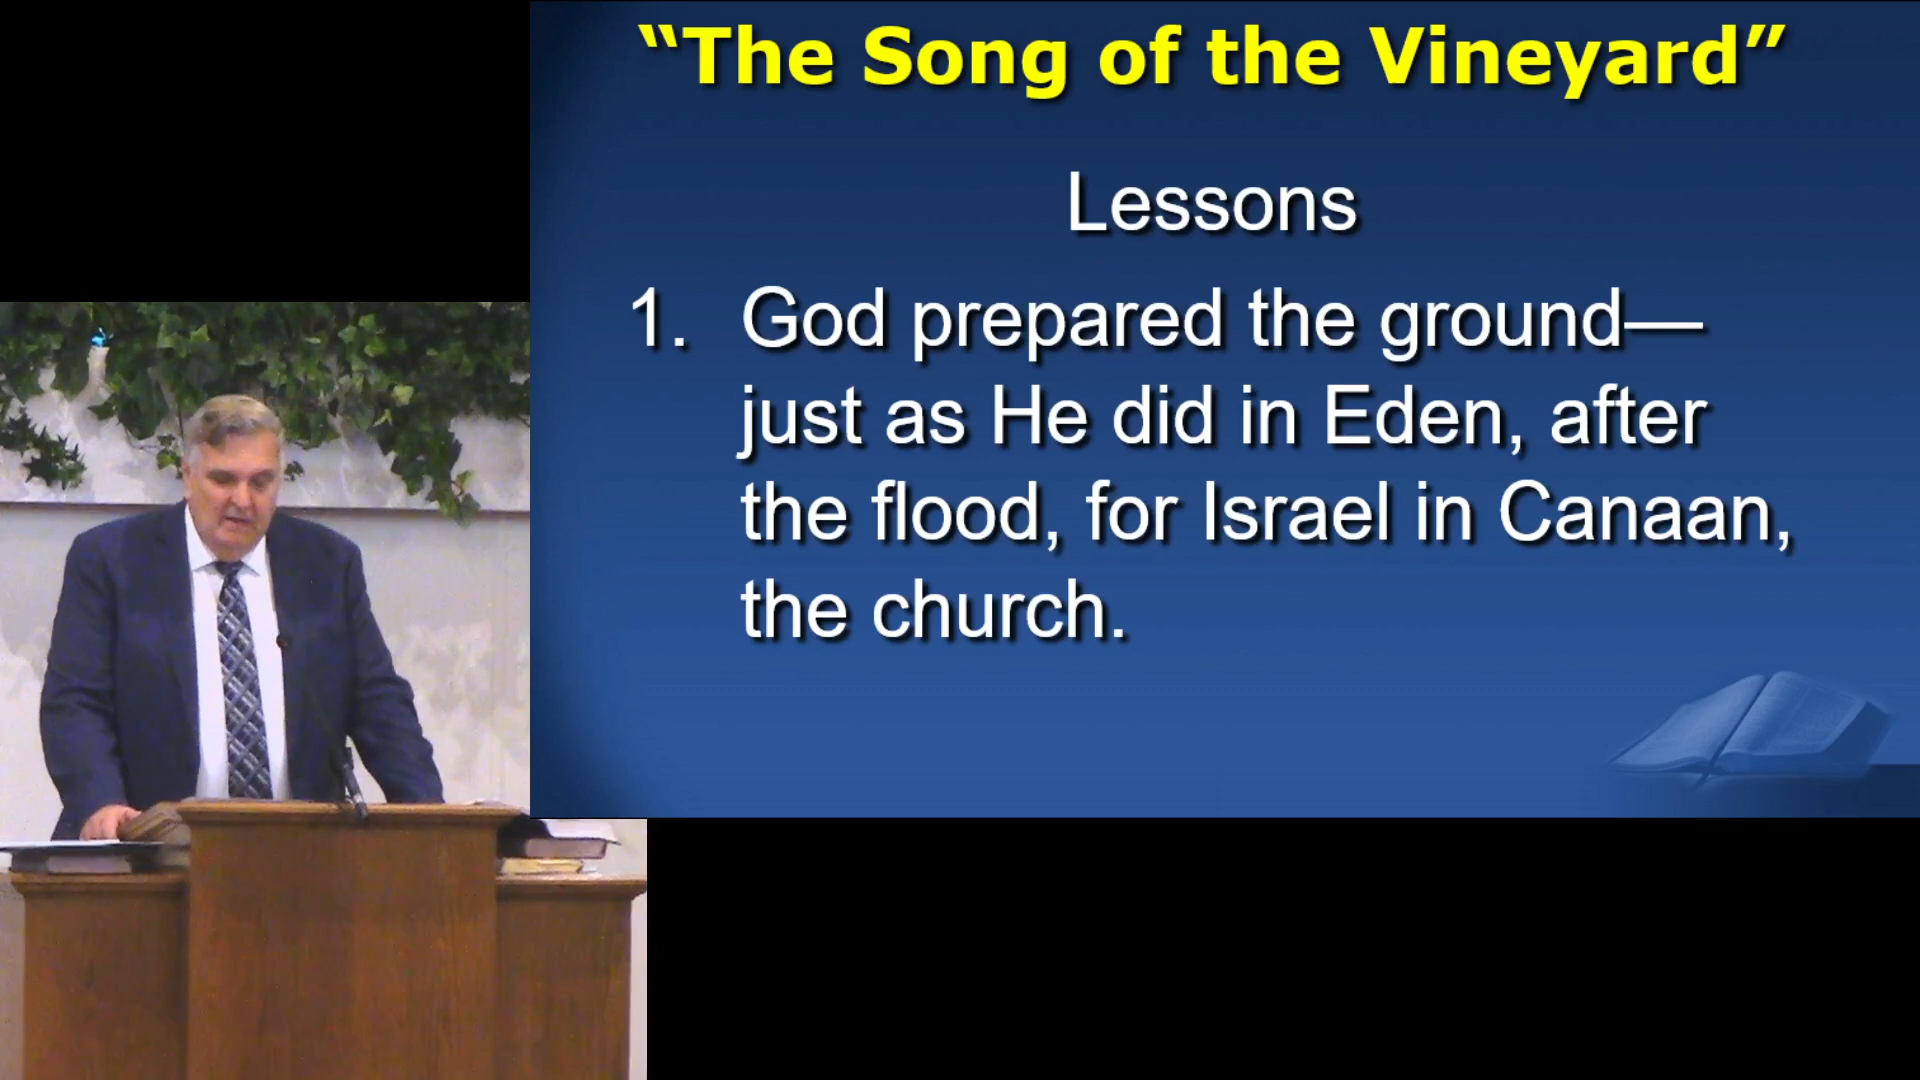 “The Song of the Vineyard”
Lessons
1. God prepared the ground—
just as He did in Eden, after
the flood, for Israel in Canaan,
the church.